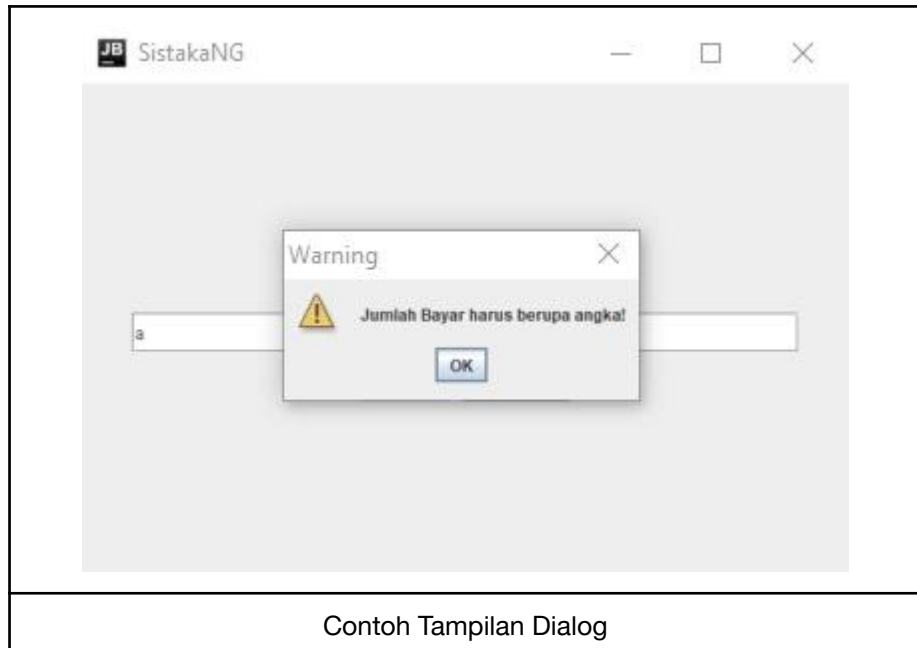 JB SistakaNG
Warning
Jumlah Bayar harus berupa angka!
a
OK
Contoh Tampilan Dialog